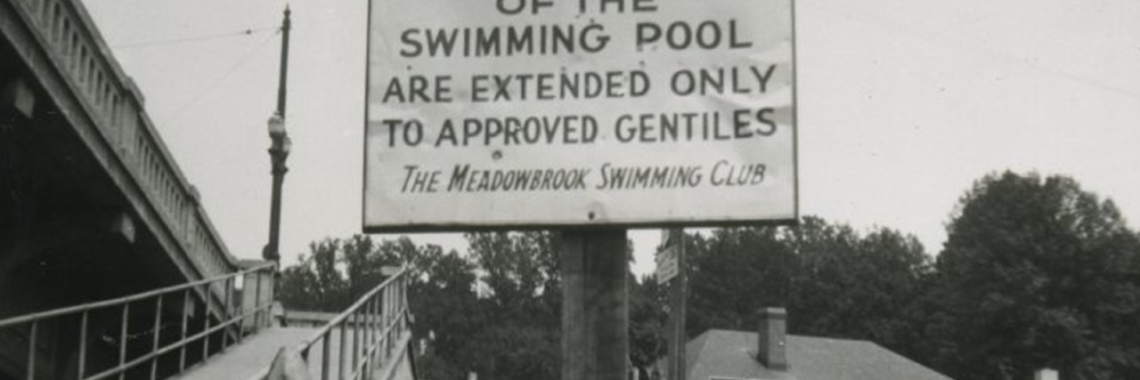 OF THE
SWIMMING POOL
ARE EXTENDED ONLY
TO APPROVED GENTILES
THE MEADOWBROOK SWIMMING CLUB